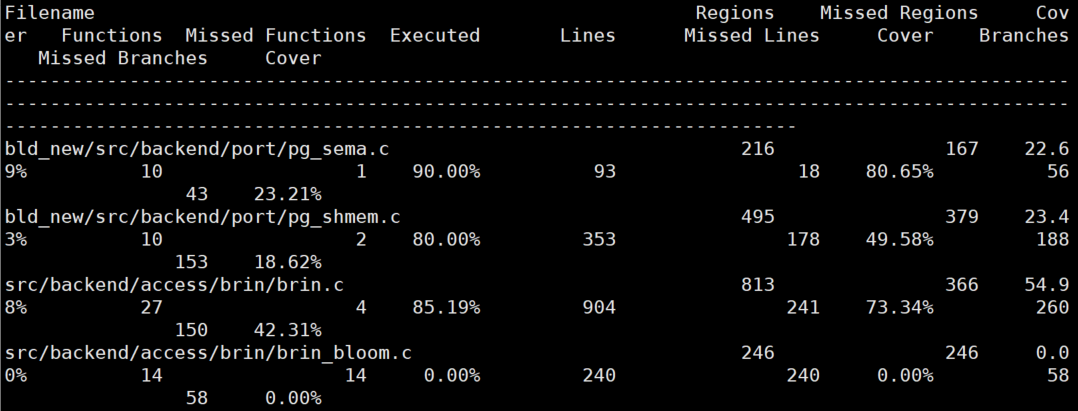 Filename Regions Missed Regions Cov
er Functions Missed Functions Executed Lines Missed Lines Cover Branches
Missed Branches Cover
-----------------------------------------------------------------------------------------------
-----------------------------------------------------------------------------------------------
-----------------------------------------------------------------------
bld_new/src/backend/port/pg_sema.c 216 167 22.6
9% 10 1 90.00% 93 18 80.65% 56
43 23.21%
bld_new/src/backend/port/pg_shmem.c 495 379 23.4
3% 10 2 80.00% 353 178 49.58% 188
153 18.62%
src/backend/access/brin/brin.c 813 366 54.9
8% 27 4 85.19% 904 241 73.34% 260
150 42.31%
src/backend/access/brin/brin_bloom.c 246 246 0.0
0% 14 14 0.00% 240 240 0.00% 58
58 0.00%